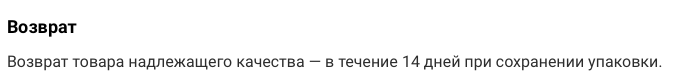 Возврат
Возврат товара надлежащего качества — в течение 14 дней при сохранении упаковки.